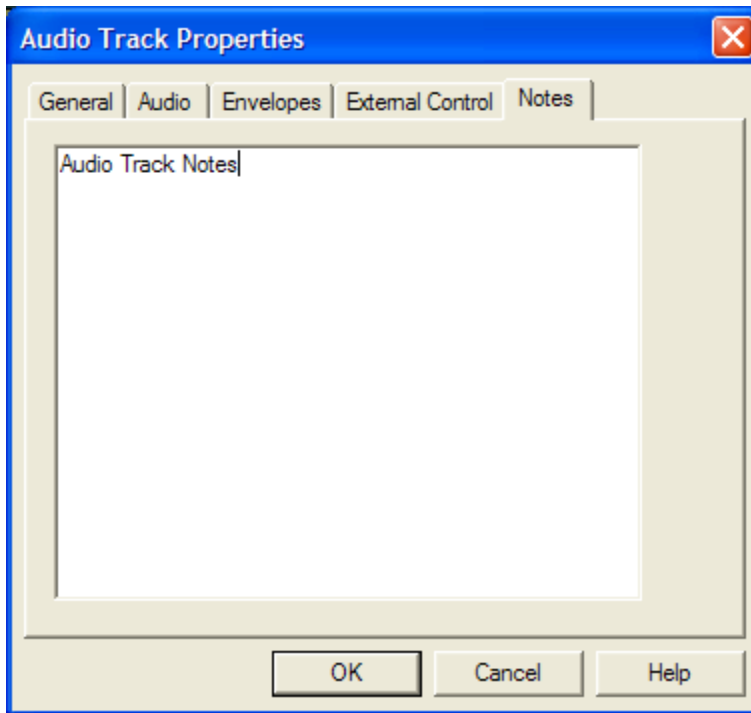 Audio Track Properties
General Audio Envelopes External Control Notes
Audio Track Notes
OK Cancel Help